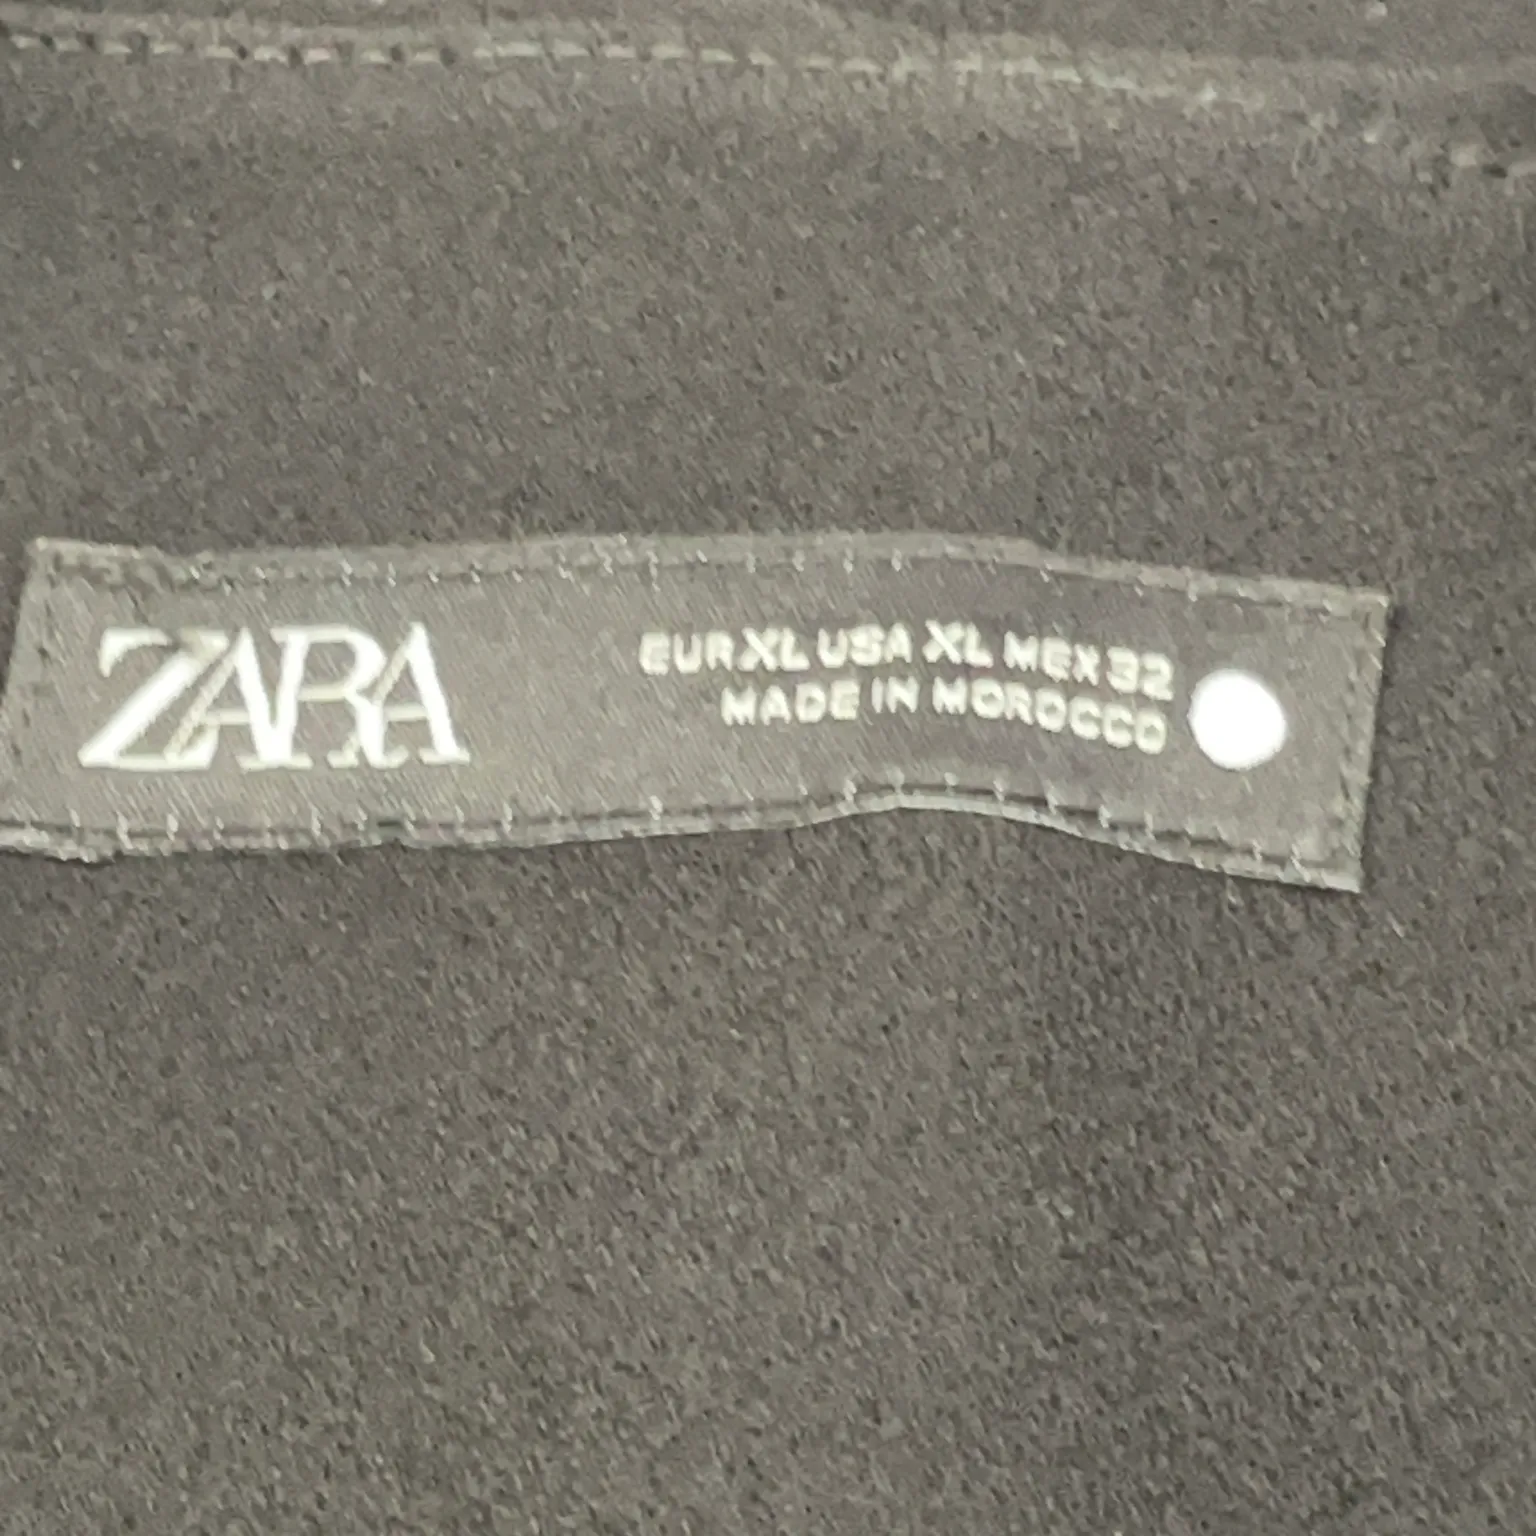 ZARA
EUR XL USA XL MEX 32
MADE IN MOROCCO